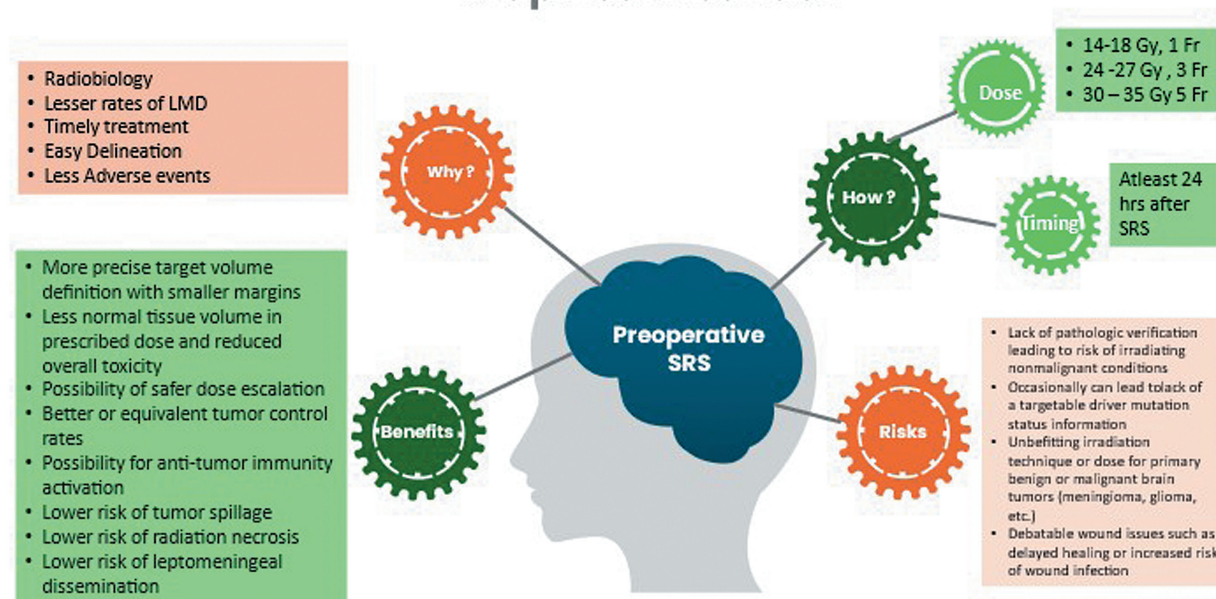 • Radiobiology
• Lesser rates of LMD
• Timely treatment
• Easy Delineation
• Less Adverse events
Why ?
Dose
• 14-18 Gy, 1 Fr
• 24 -27 Gy , 3 Fr
• 30 – 35 Gy 5 Fr
How ?
Timing
Atleast 24
hrs after
SRS
Preoperative
SRS
Benefits
• More precise target volume
definition with smaller margins
• Less normal tissue volume in
prescribed dose and reduced
overall toxicity
• Possibility of safer dose escalation
• Better or equivalent tumor control
rates
• Possibility for anti-tumor immunity
activation
• Lower risk of tumor spillage
• Lower risk of radiation necrosis
• Lower risk of leptomeningeal
dissemination
Risks
• Lack of pathologic verification
leading to risk of irradiating
nonmalignant conditions
• Occasionally can lead tolack of
a targetable driver mutation
status information
• Unbefitting irradiation
technique or dose for primary
benign or malignant brain
tumors (meningioma, glioma,
etc.)
• Debatable wound issues such as
delayed healing or increased risk
of wound infection